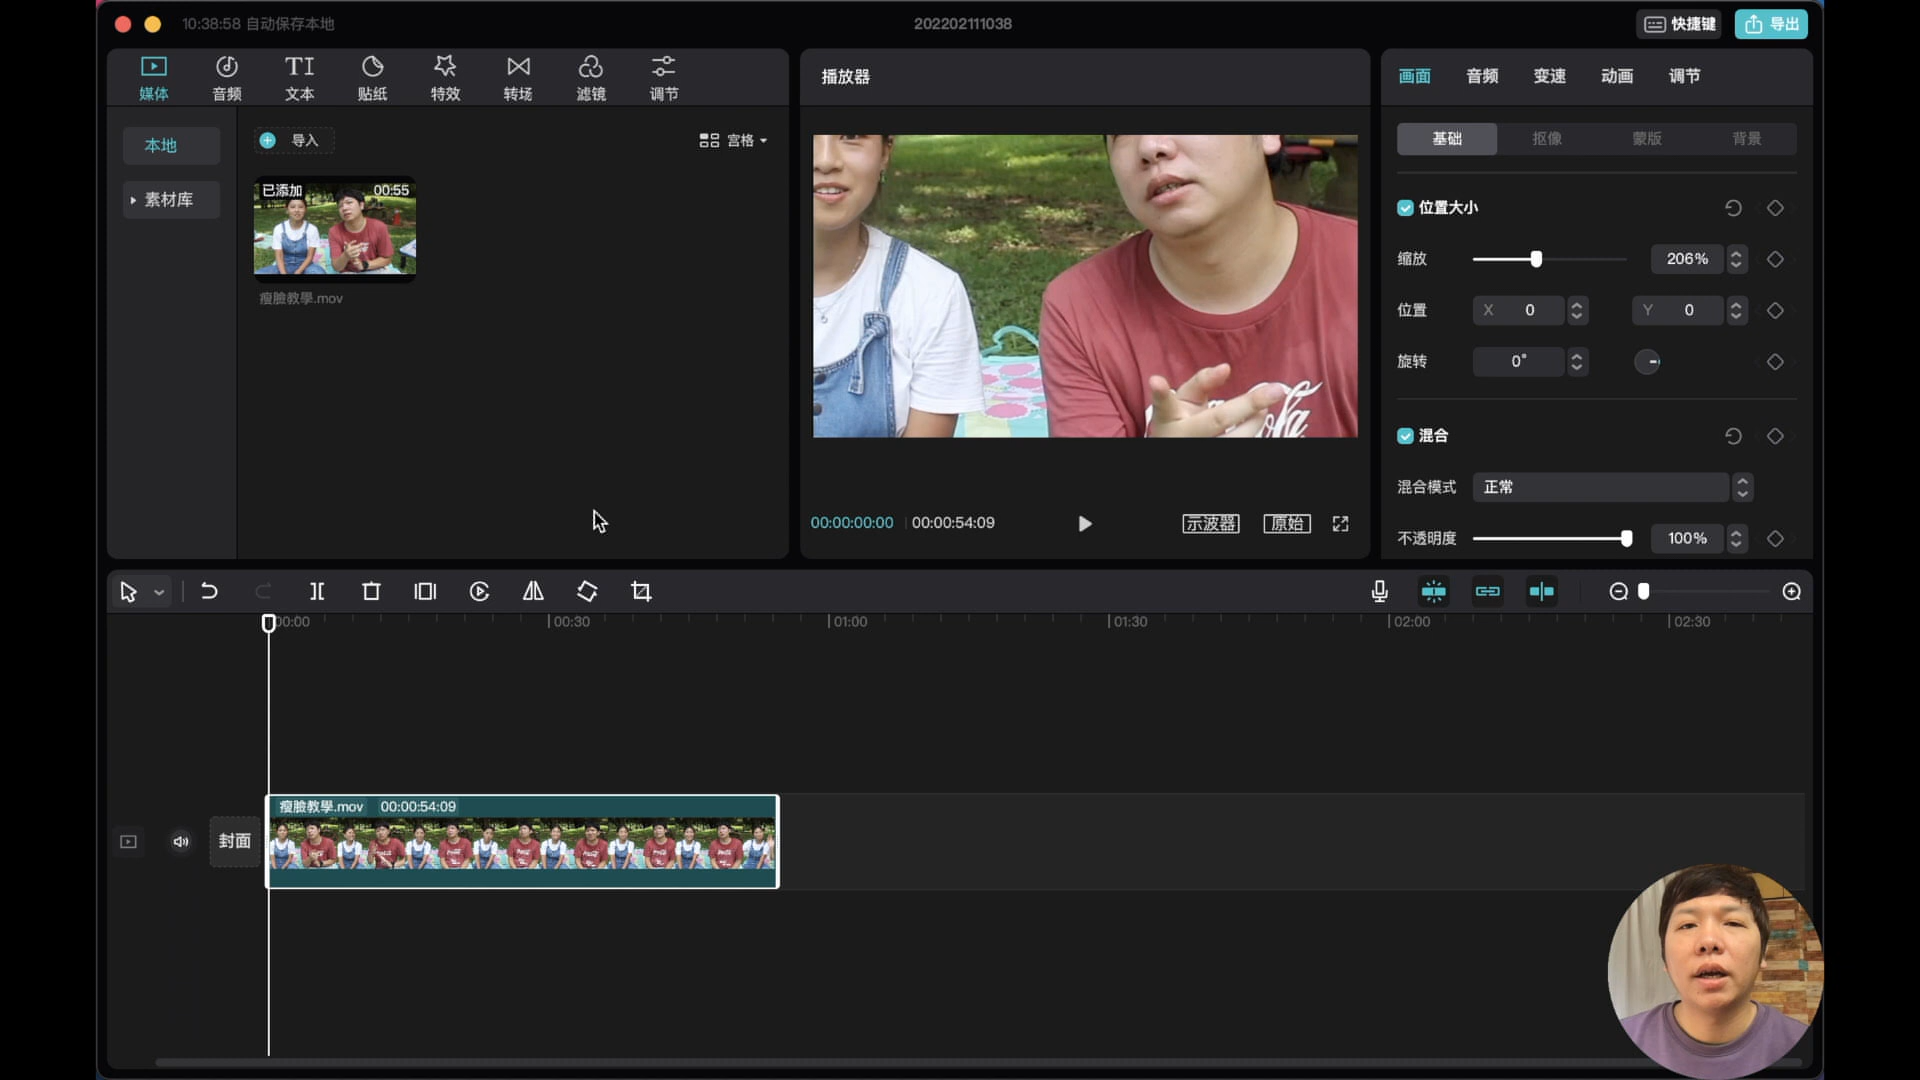 10:38:58 自动保存本地
202202111038
快捷键
导出
媒体
音频
文本
贴纸
特效
转场
滤镜
调节
播放器
画面
音频
变速
动画
调节
本地
素材库
导入
宫格
已添加
00:55
瘦臉教學.mov
基础
抠像
蒙版
背景
位置大小
缩放
206%
位置
X 0
Y 0
旋转
0°
混合
混合模式
正常
不透明度
100%
00:00:00:00
00:00:54:09
示波器
原始
00:00
00:30
01:00
01:30
02:00
02:30
瘦臉教學.mov 00:00:54:09
封面